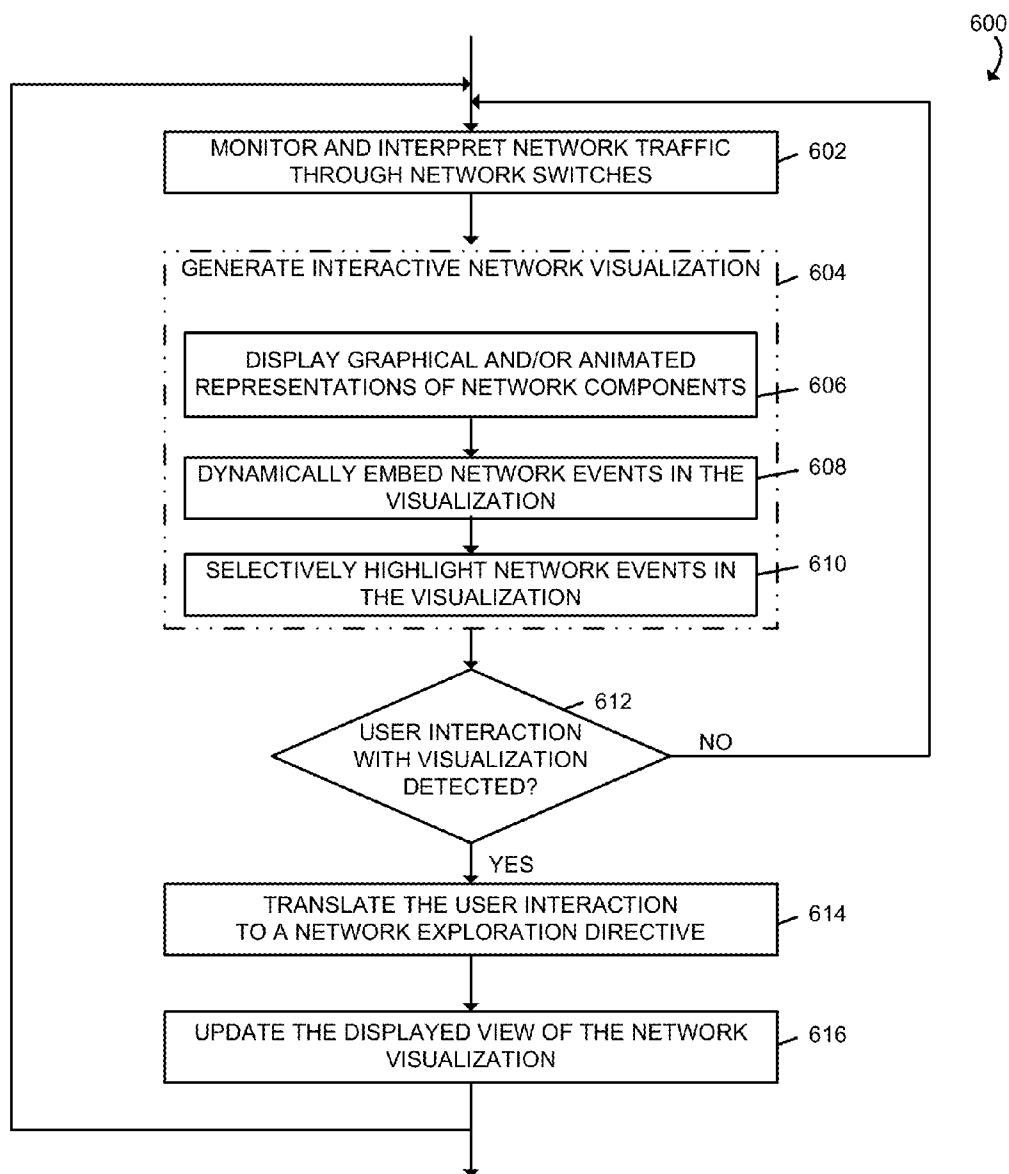 600
MONITOR AND INTERPRET NETWORK TRAFFIC
THROUGH NETWORK SWITCHES
602
GENERATE INTERACTIVE NETWORK VISUALIZATION
604
DISPLAY GRAPHICAL AND/OR ANIMATED
REPRESENTATIONS OF NETWORK COMPONENTS
606
DYNAMICALLY EMBED NETWORK EVENTS IN THE
VISUALIZATION
608
SELECTIVELY HIGHLIGHT NETWORK EVENTS IN
THE VISUALIZATION
610
612
USER INTERACTION
WITH VISUALIZATION
DETECTED?
NO
YES
TRANSLATE THE USER INTERACTION
TO A NETWORK EXPLORATION DIRECTIVE
614
UPDATE THE DISPLAYED VIEW OF THE NETWORK
VISUALIZATION
616